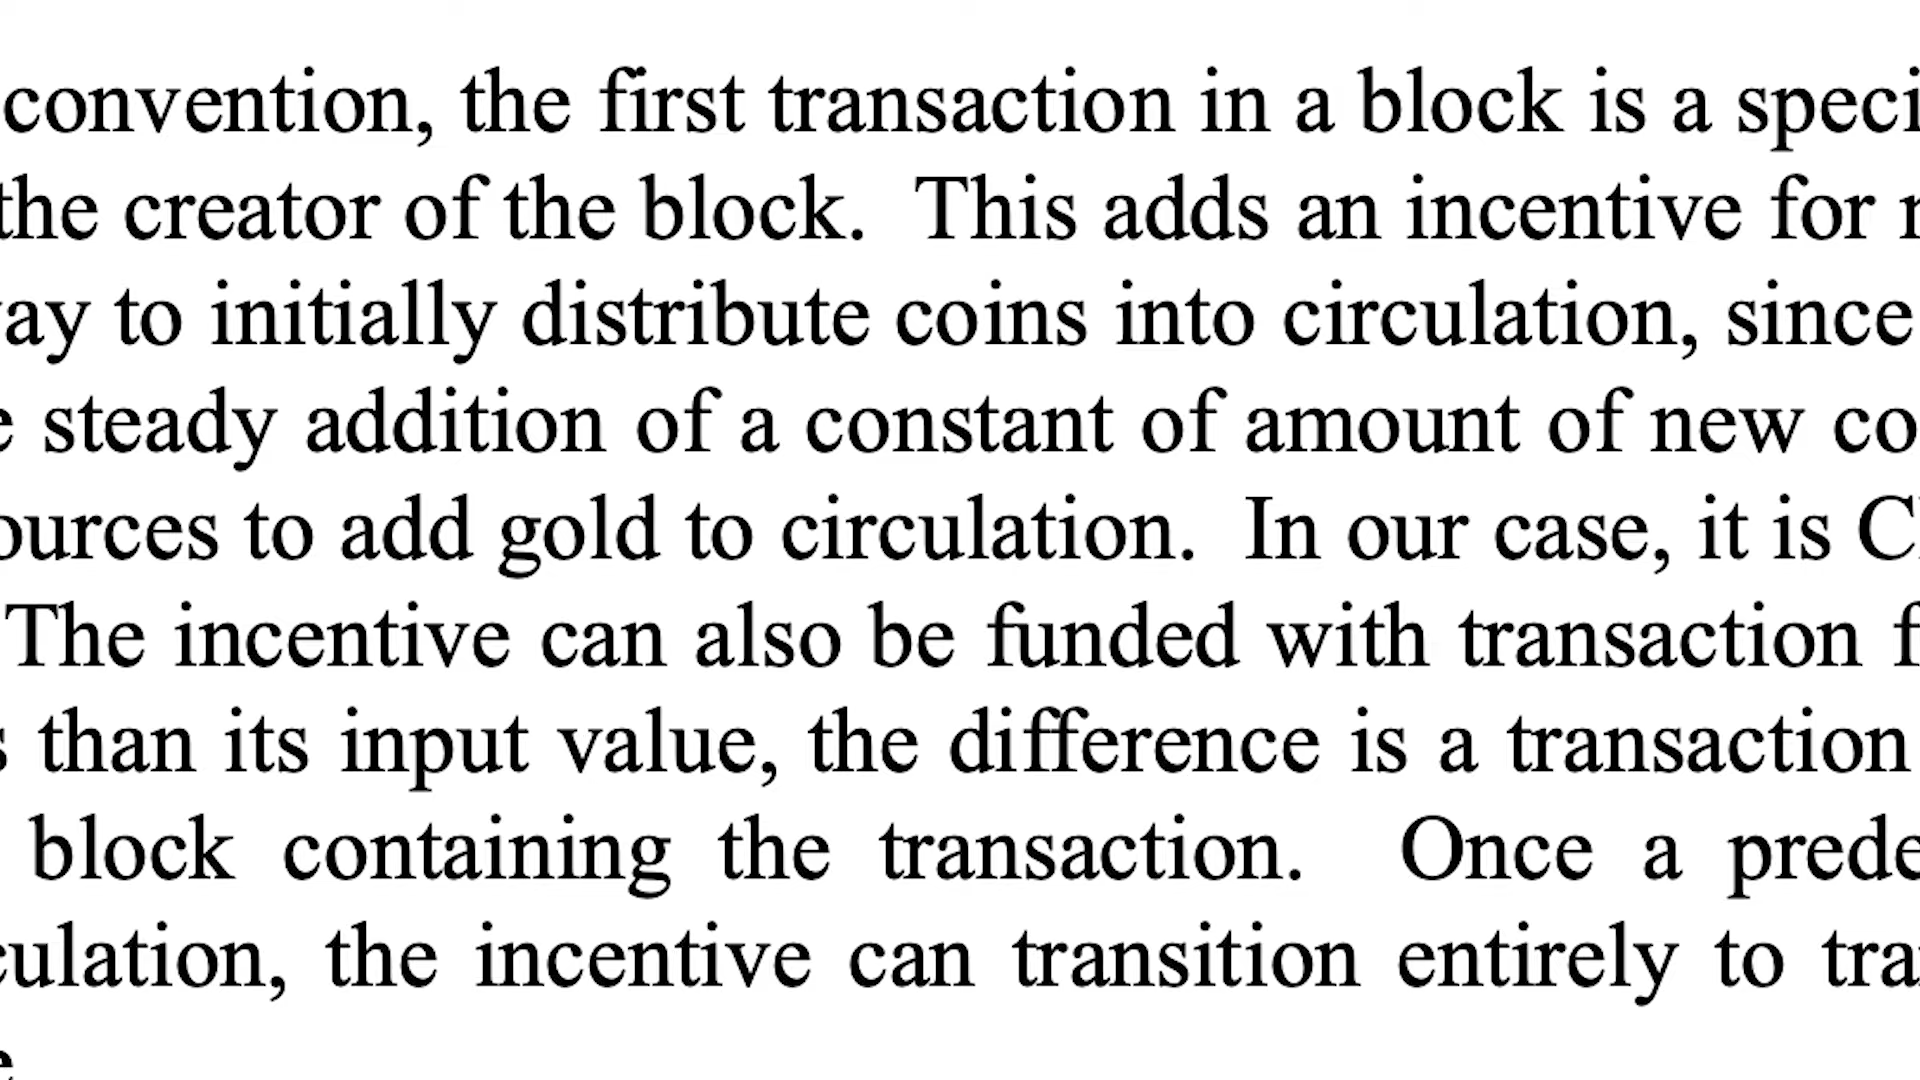 convention, the first transaction in a block is a speci
the creator of the block. This adds an incentive for
ay to initially distribute coins into circulation, since
e steady addition of a constant of amount of new co
ources to add gold to circulation. In our case, it is C
The incentive can also be funded with transaction f
s than its input value, the difference is a transaction
block containing the transaction. Once a prede
culation, the incentive can transition entirely to tra
e